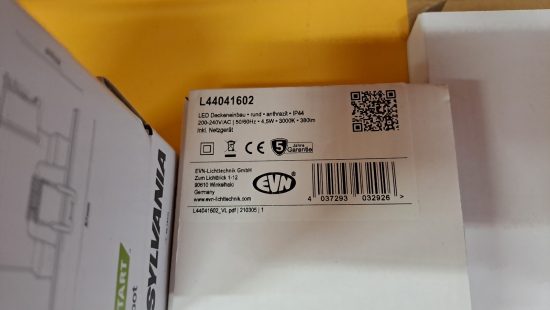 L44041602
LED Deckeneinbau • rund • anthrazit • IP44
200-240V/AC | 50/60Hz • 4,5W • 3000K • 380lm
inkl. Netzgerät
CE 5 Jahre Garantie
EVN-Lichttechnik GmbH
Zum Lichtblick 1-12
90610 Winkelhaid
Germany
www.evn-lichttechnik.com
EVN
4 037293 032926 >
L44041602_VL.pdf | 210305 | 1
SYLVANIA
START
pot